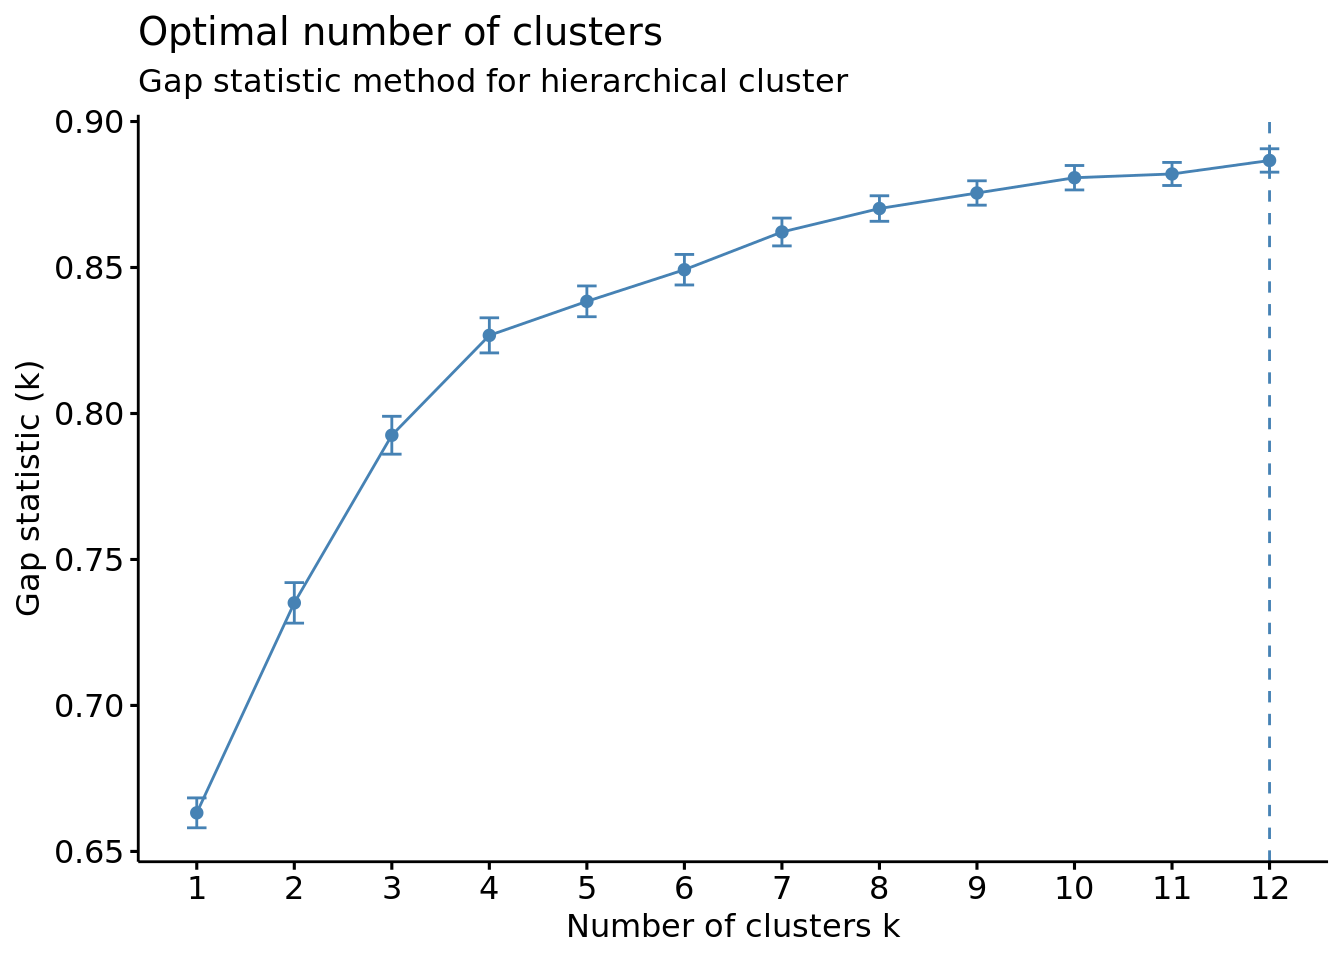 Optimal number of clusters
Gap statistic method for hierarchical cluster
0.90
0.85
0.80
0.75
0.70
0.65
Gap statistic (k)
1 2 3 4 5 6 7 8 9 10 11 12
Number of clusters k